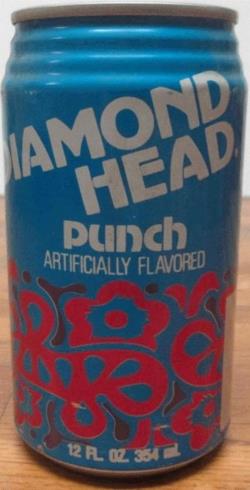 DIAMOND
HEAD.
punch
ARTIFICIALLY FLAVORED
12 FL. OZ. 354 mL